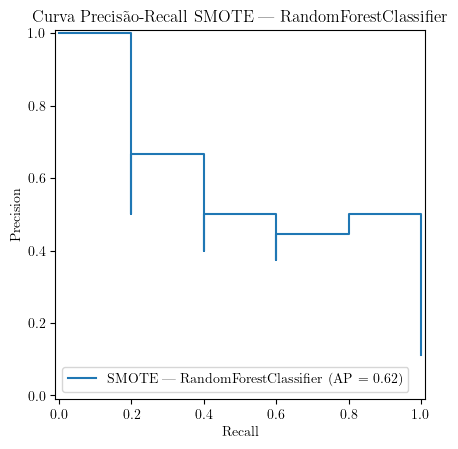 Curva Precisão-Recall SMOTE — RandomForestClassifier
1.0
0.8
0.6
0.4
0.2
0.0
Precision
SMOTE — RandomForestClassifier (AP = 0.62)
0.0 0.2 0.4 0.6 0.8 1.0
Recall